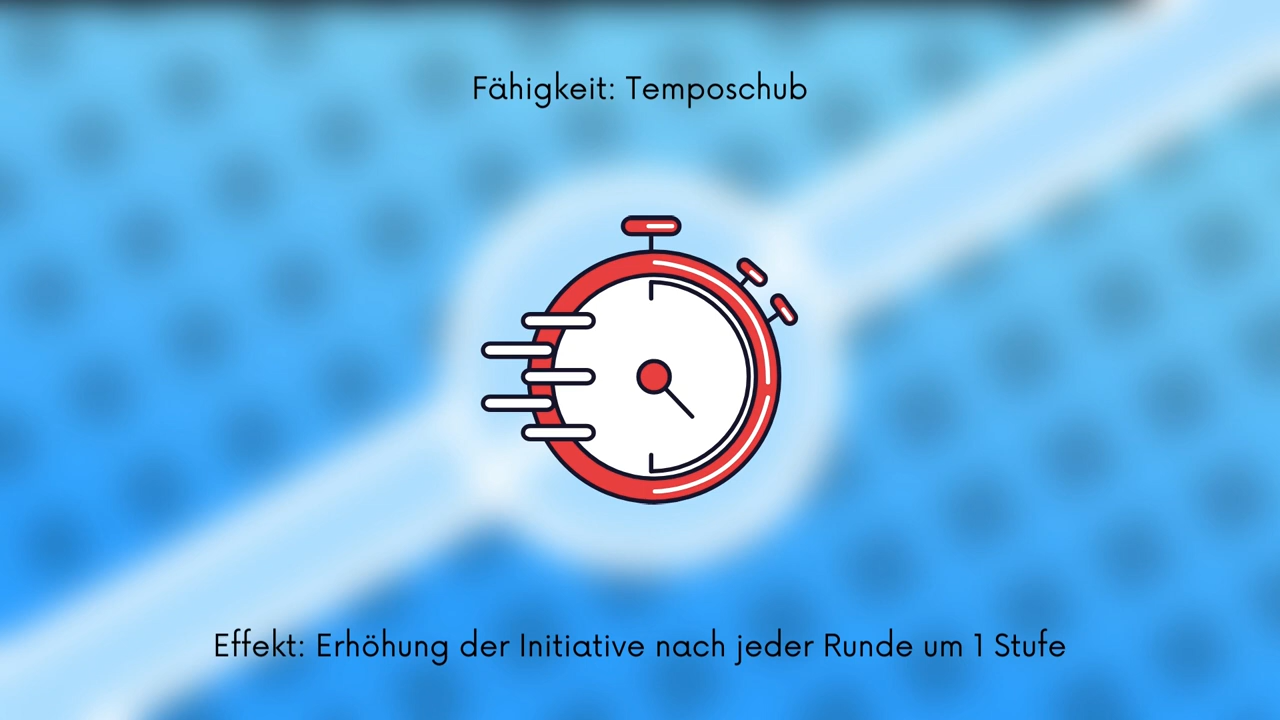 Fähigkeit: Temposchub
Effekt: Erhöhung der Initiative nach jeder Runde um 1 Stufe